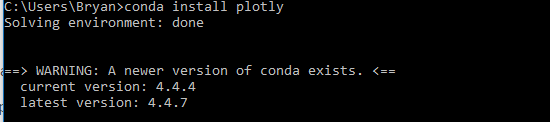 C:\Users\Bryan>conda install plotly
Solving environment: done
==> WARNING: A newer version of conda exists. <==
current version: 4.4.4
latest version: 4.4.7